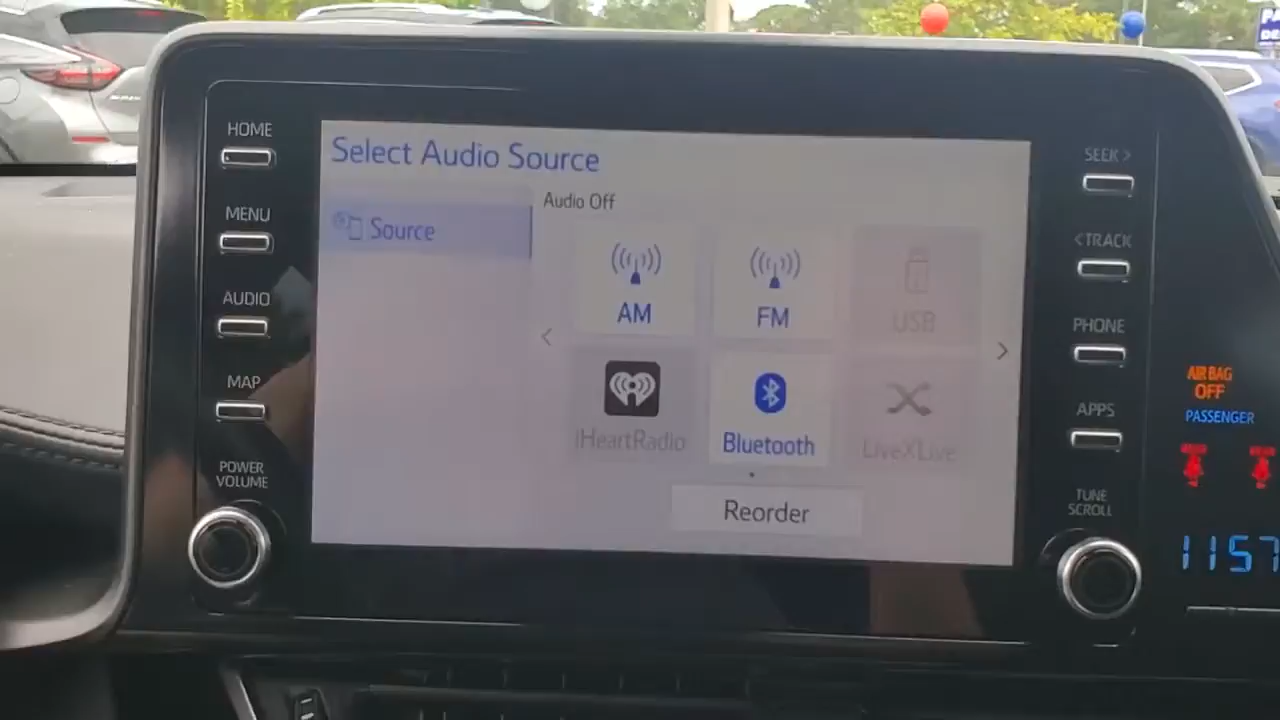 HOME
MENU
AUDIO
MAP
POWER
VOLUME
Select Audio Source
Source
Audio Off
AM
FM
USB
iHeartRadio
Bluetooth
LiveXLive
Reorder
SEEK >
< TRACK
PHONE
APPS
TUNE
SCROLL
AIR BAG
OFF
PASSENGER
1157